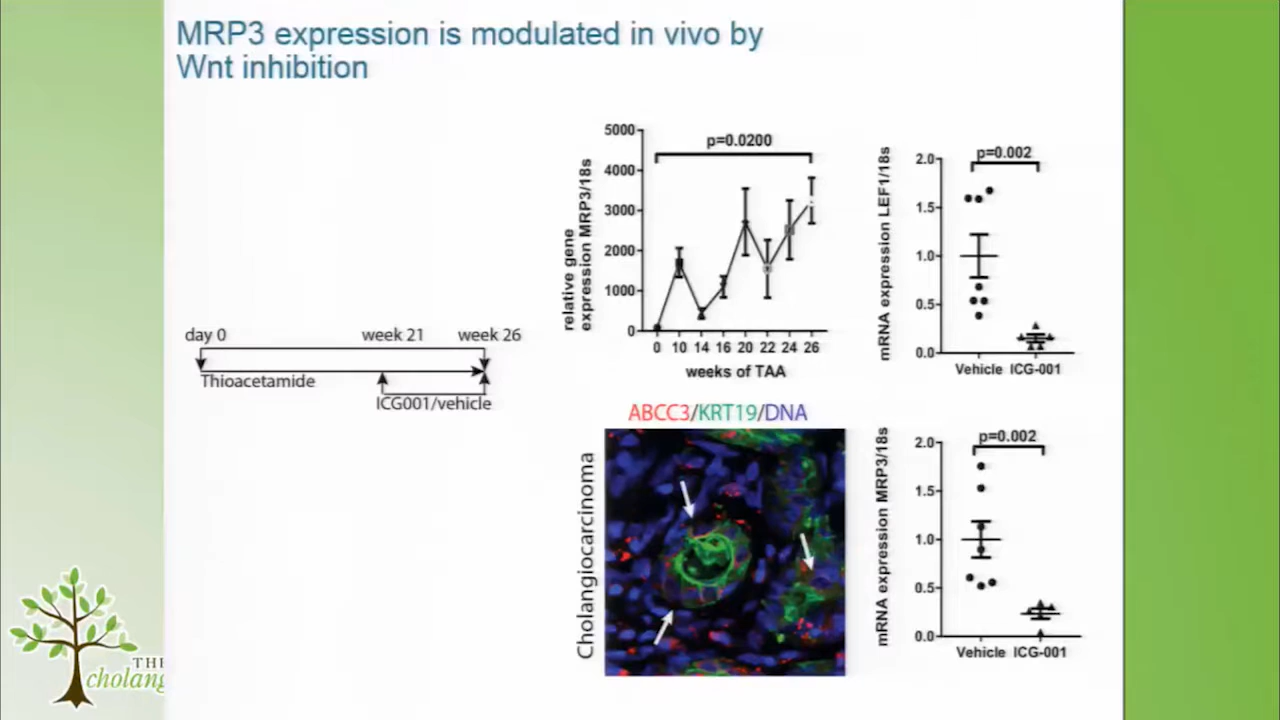 MRP3 expression is modulated in vivo by
Wnt inhibition
day 0
week 21
week 26
Thioacetamide
ICG001/vehicle
relative gene
expression MRP3/18s
5000
4000
3000
2000
1000
0
p=0.0200
0 10 14 16 20 22 24 26
weeks of TAA
mRNA expression LEF1/18s
2.0
1.5
1.0
0.5
0.0
p=0.002
Vehicle ICG-001
ABCC3/KRT19/DNA
Cholangiocarcinoma
mRNA expression MRP3/18s
2.0
1.5
1.0
0.5
0.0
p=0.002
Vehicle ICG-001
THE
cholang